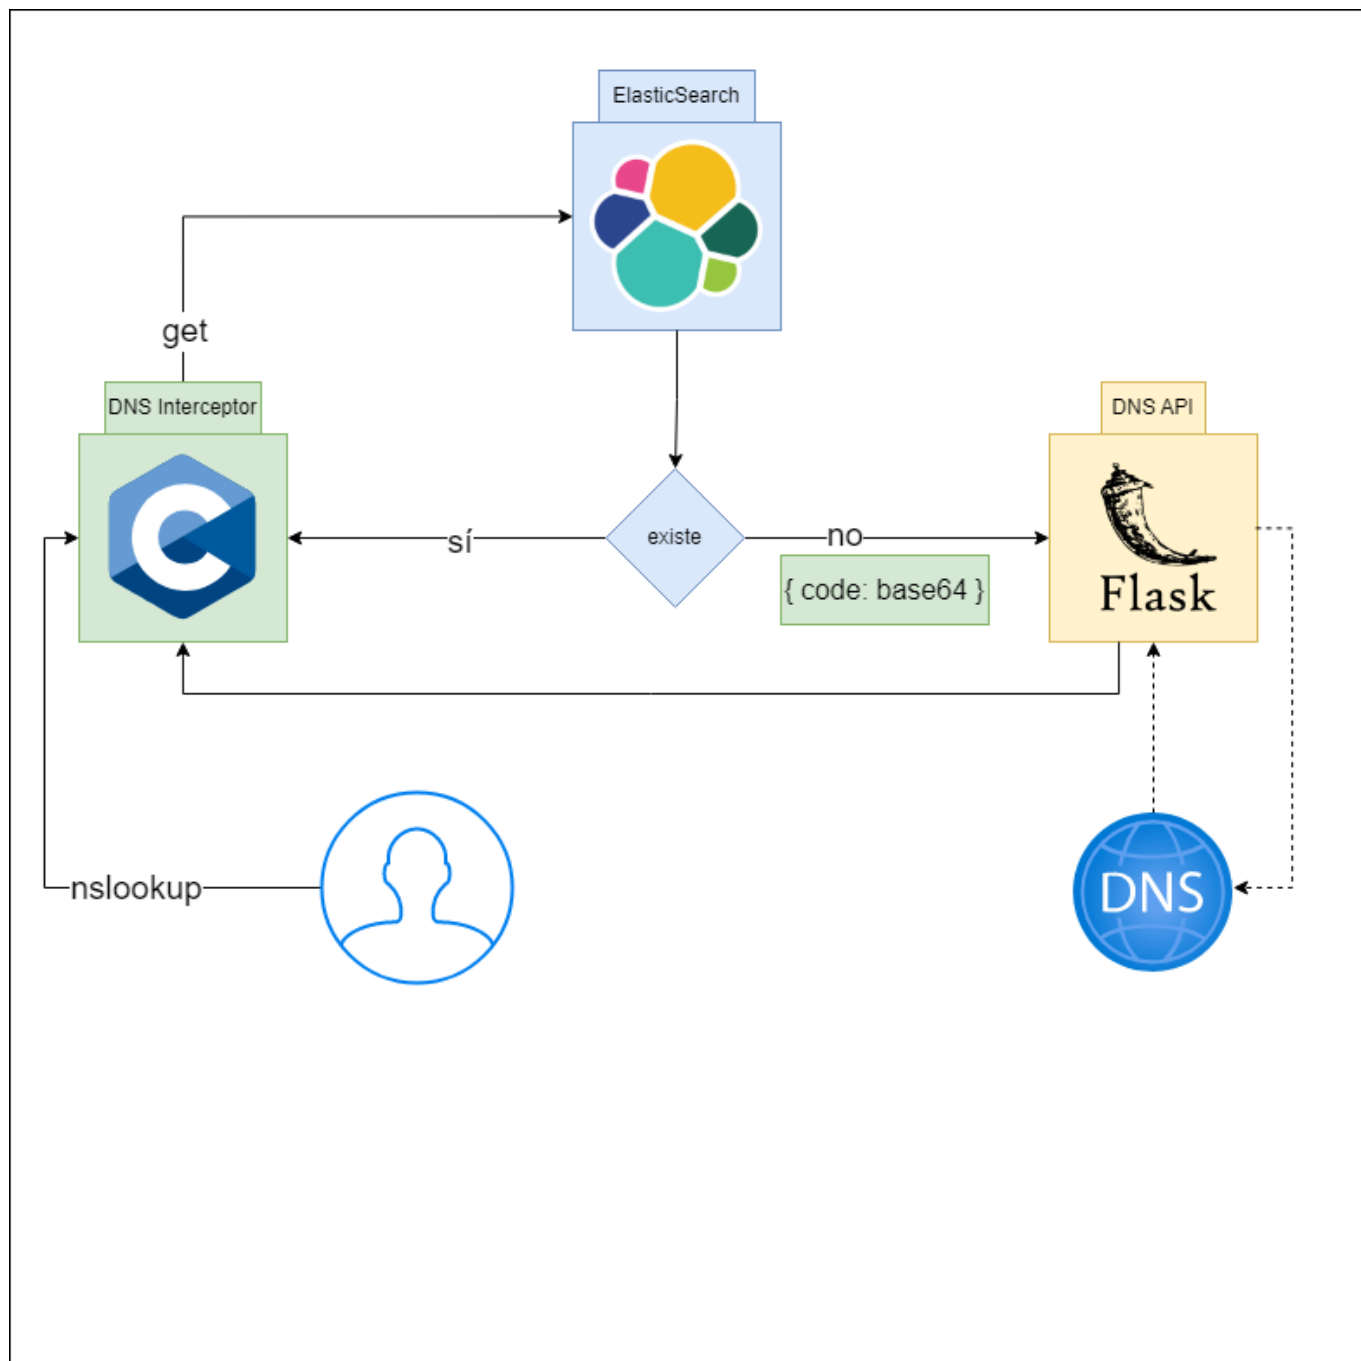 ElasticSearch
get
DNS Interceptor
DNS API
sí
existe
no
{ code: base64 }
Flask
nslookup
DNS